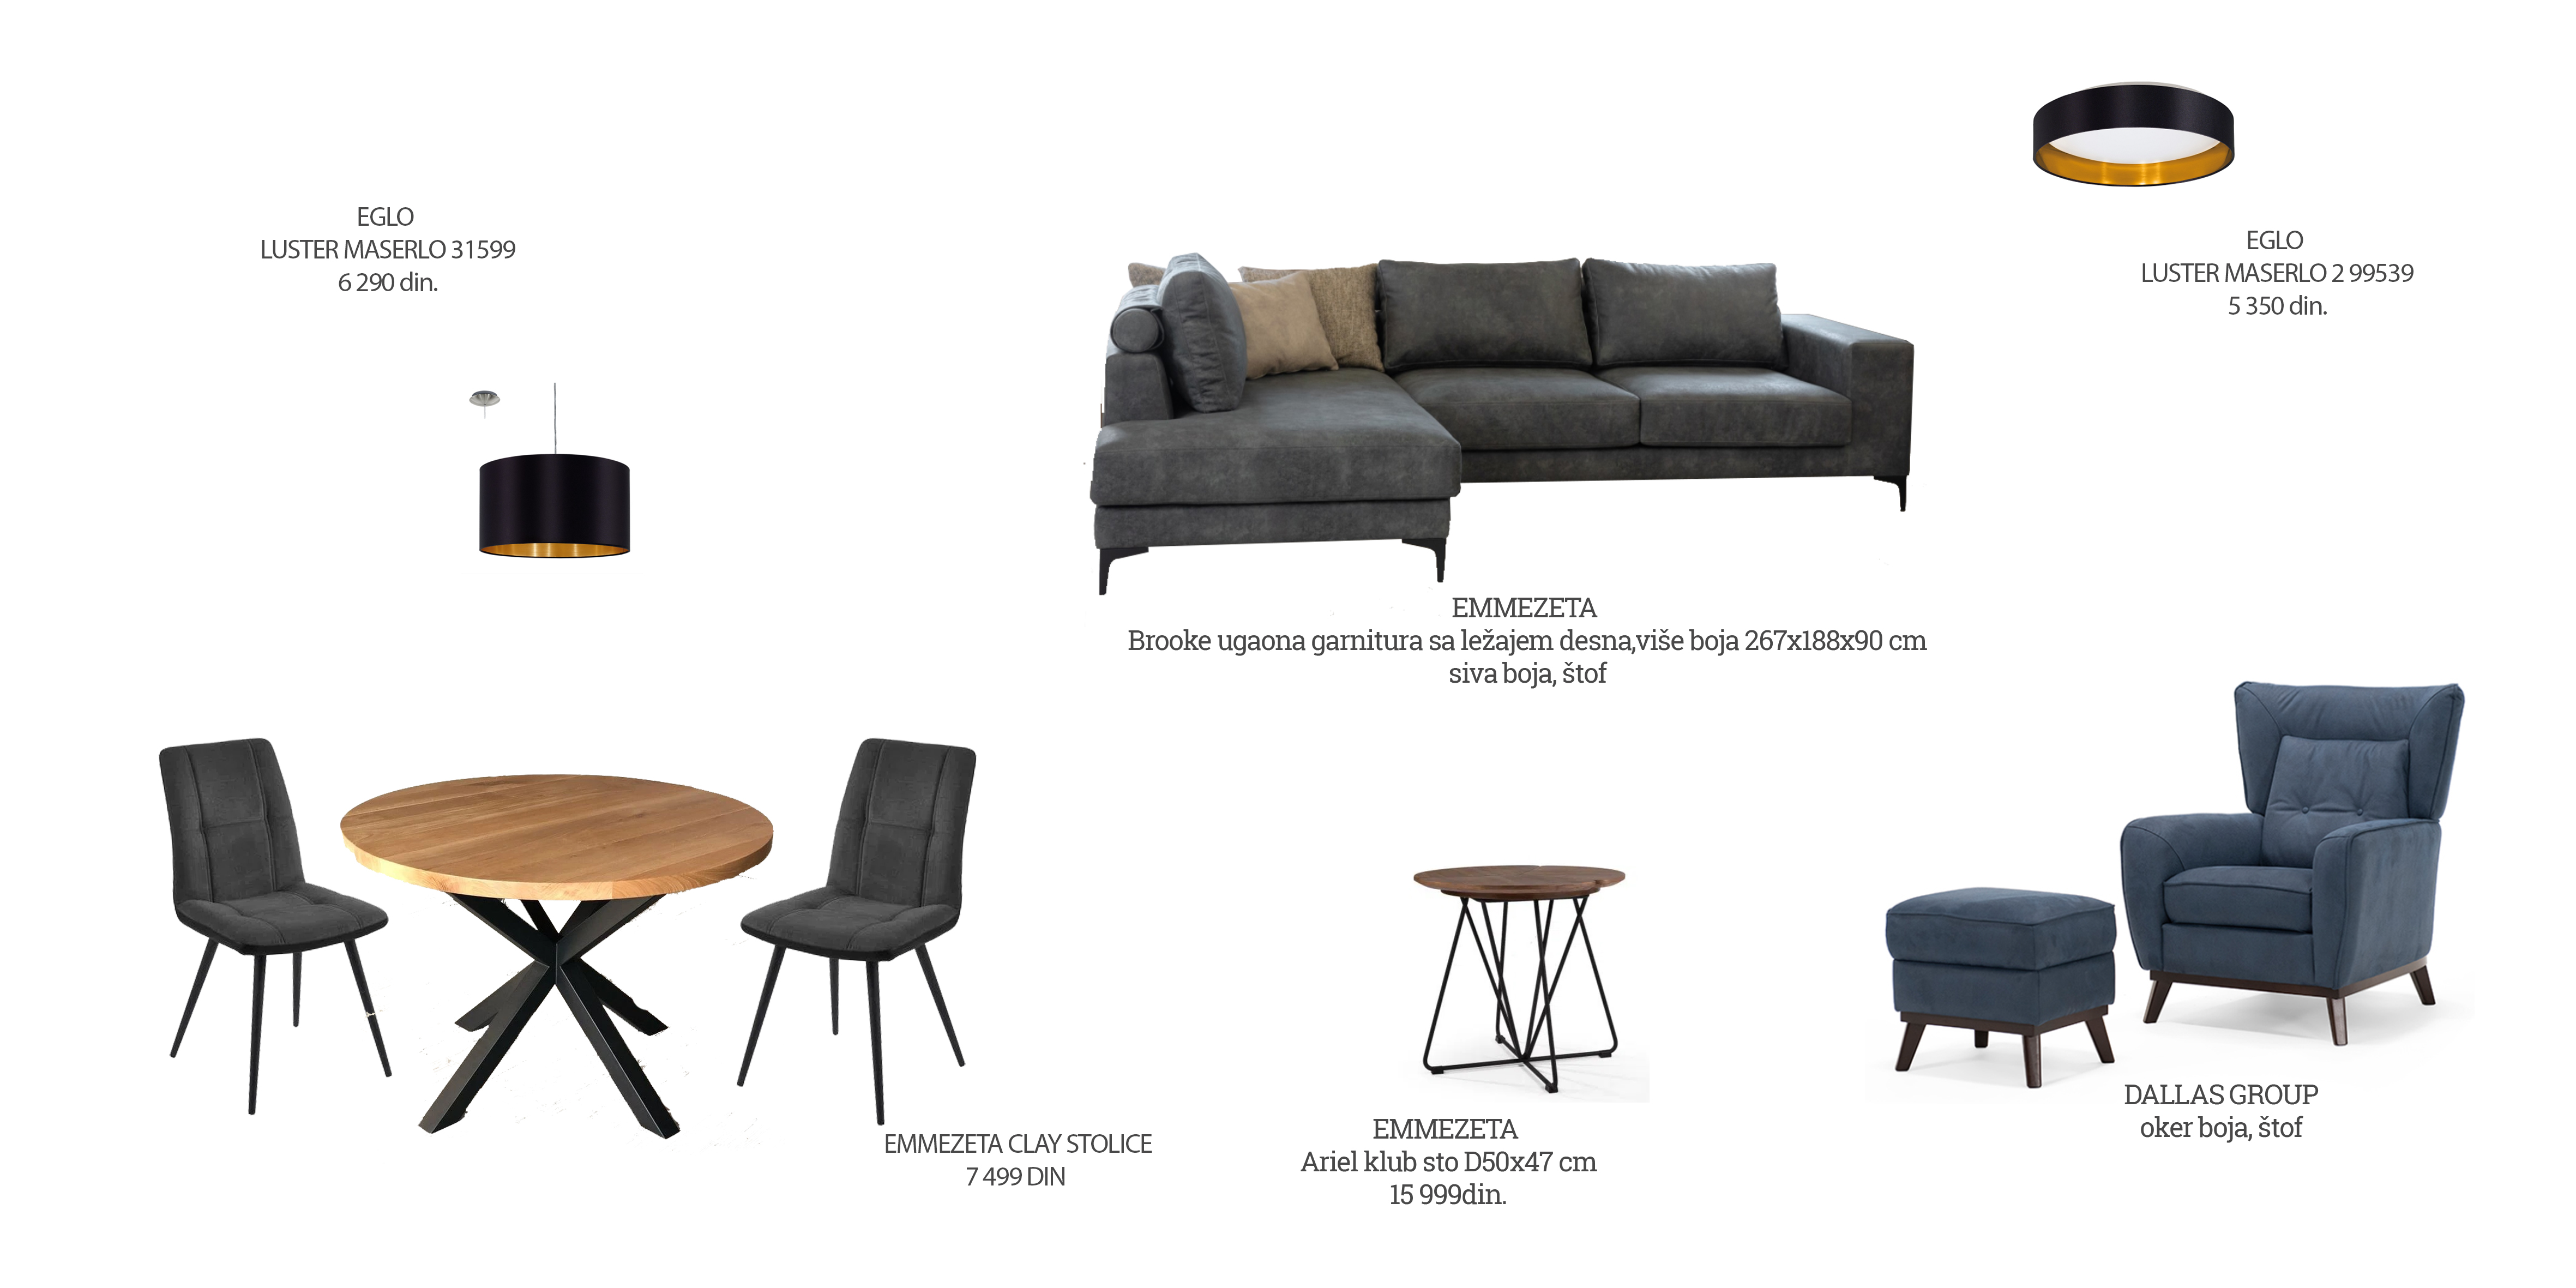 EGLO
LUSTER MASERLO 31599
6 290 din.
EGLO
LUSTER MASERLO 2 99539
5 350 din.
EMMEZETA
Brooke ugaona garnitura sa ležajem desna,više boja 267x188x90 cm
siva boja, štof
EMMEZETA CLAY STOLICE
7 499 DIN
EMMEZETA
Ariel klub sto D50x47 cm
15 999din.
DALLAS GROUP
oker boja, štof